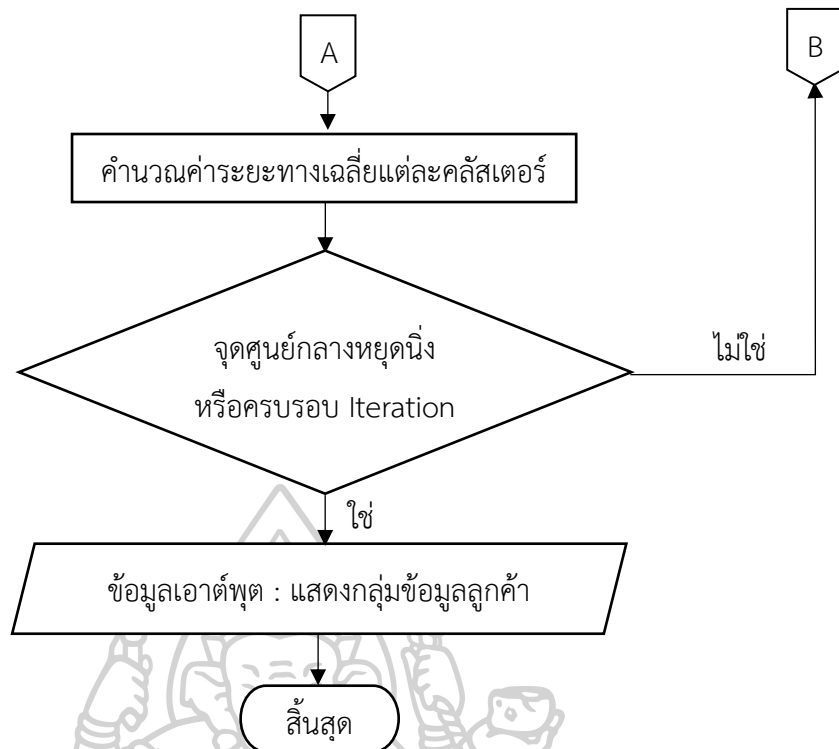 A
B
คำนวณค่าระยะทางเฉลี่ยแต่ละคลัสเตอร์
จุดศูนย์กลางหยุดนิ่ง
หรือครบรอบ Iteration
ไม่ใช่
ใช่
ข้อมูลเอาต์พุต : แสดงกลุ่มข้อมูลลูกค้า
สิ้นสุด